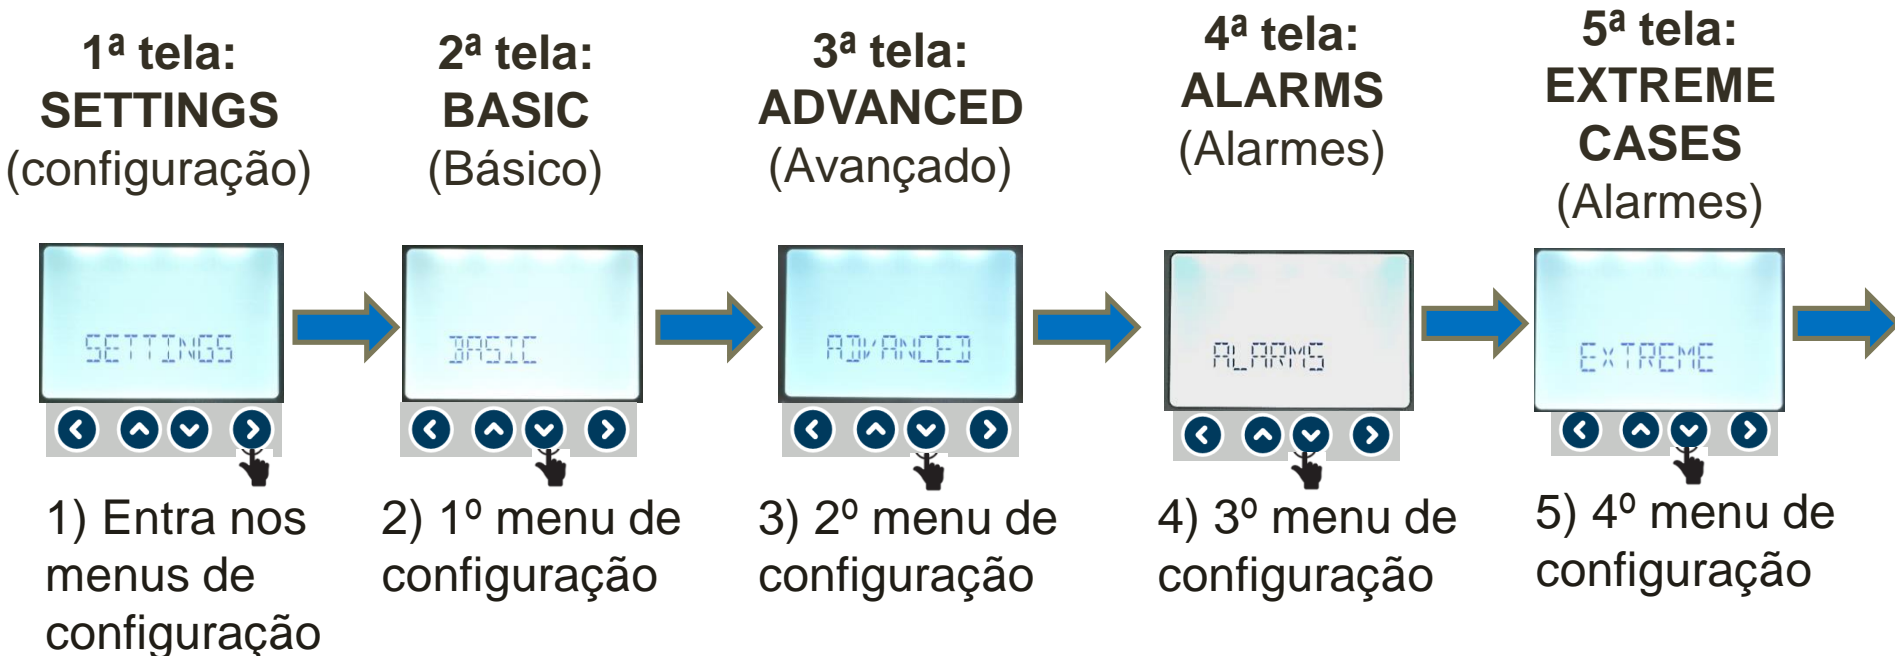 1ª tela:
SETTINGS
(configuração)
2ª tela:
BASIC
(Básico)
3ª tela:
ADVANCED
(Avançado)
4ª tela:
ALARMS
(Alarmes)
5ª tela:
EXTREME
CASES
(Alarmes)
SETTINGS
BASIC
ADVANCED
ALARMS
ExTREME
1) Entra nos
menus de
configuração
2) 1º menu de
configuração
3) 2º menu de
configuração
4) 3º menu de
configuração
5) 4º menu de
configuração